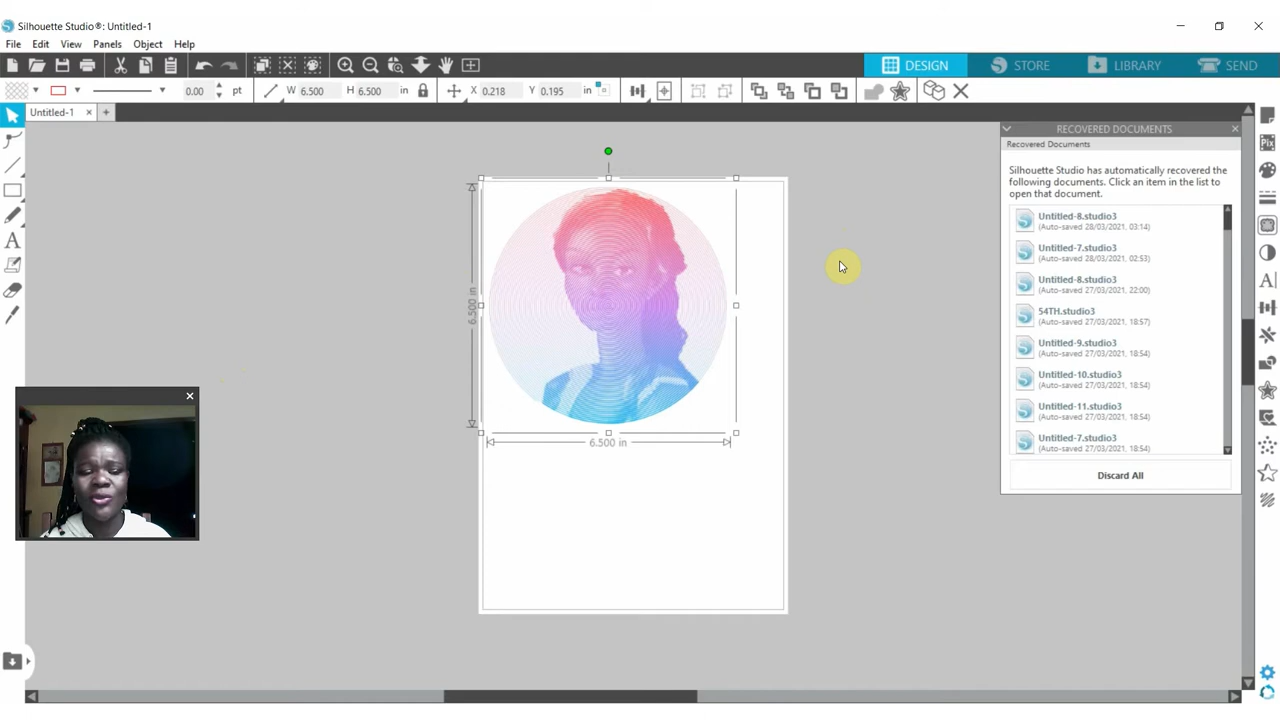 Silhouette Studio®: Untitled-1
File Edit View Panels Object Help
DESIGN STORE LIBRARY SEND
0.00 pt W 6.500 H 6.500 in X 0.218 Y 0.195 in
Untitled-1
RECOVERED DOCUMENTS
Recovered Documents
Silhouette Studio has automatically recovered the
following documents. Click an item in the list to
open that document.
Untitled-8.studio3
(Auto-saved 28/03/2021, 03:14)
Untitled-7.studio3
(Auto-saved 28/03/2021, 02:53)
Untitled-8.studio3
(Auto-saved 27/03/2021, 22:00)
54TH.studio3
(Auto-saved 27/03/2021, 18:57)
Untitled-9.studio3
(Auto-saved 27/03/2021, 18:54)
Untitled-10.studio3
(Auto-saved 27/03/2021, 18:54)
Untitled-11.studio3
(Auto-saved 27/03/2021, 18:54)
Untitled-7.studio3
(Auto-saved 27/03/2021, 18:54)
Discard All
6.500 in
6.500 in